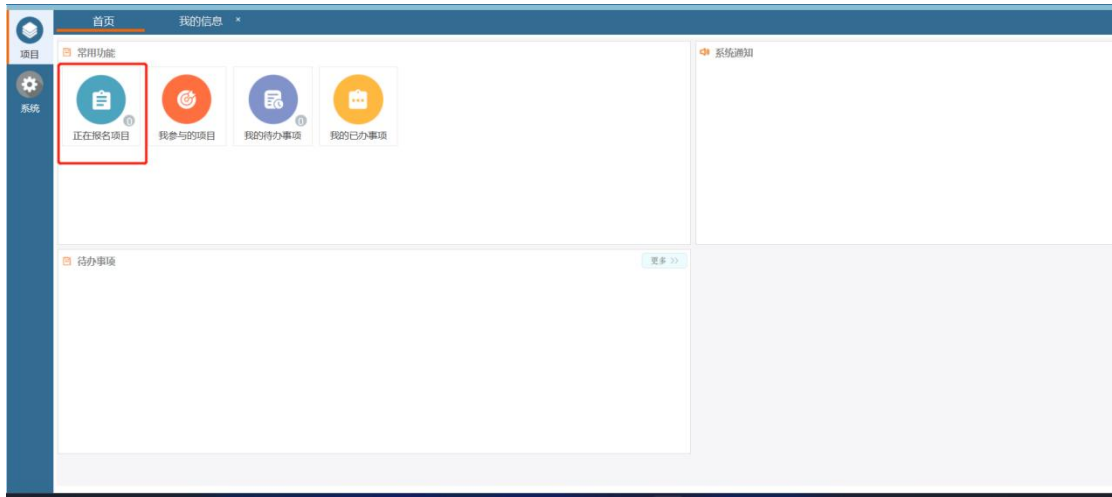 首页 我的信息 ×
项目
系统
常用功能
0 0
正在报名项目 我参与的项目 我的待办事项 我的已办事项
系统通知
待办事项 更多 >>